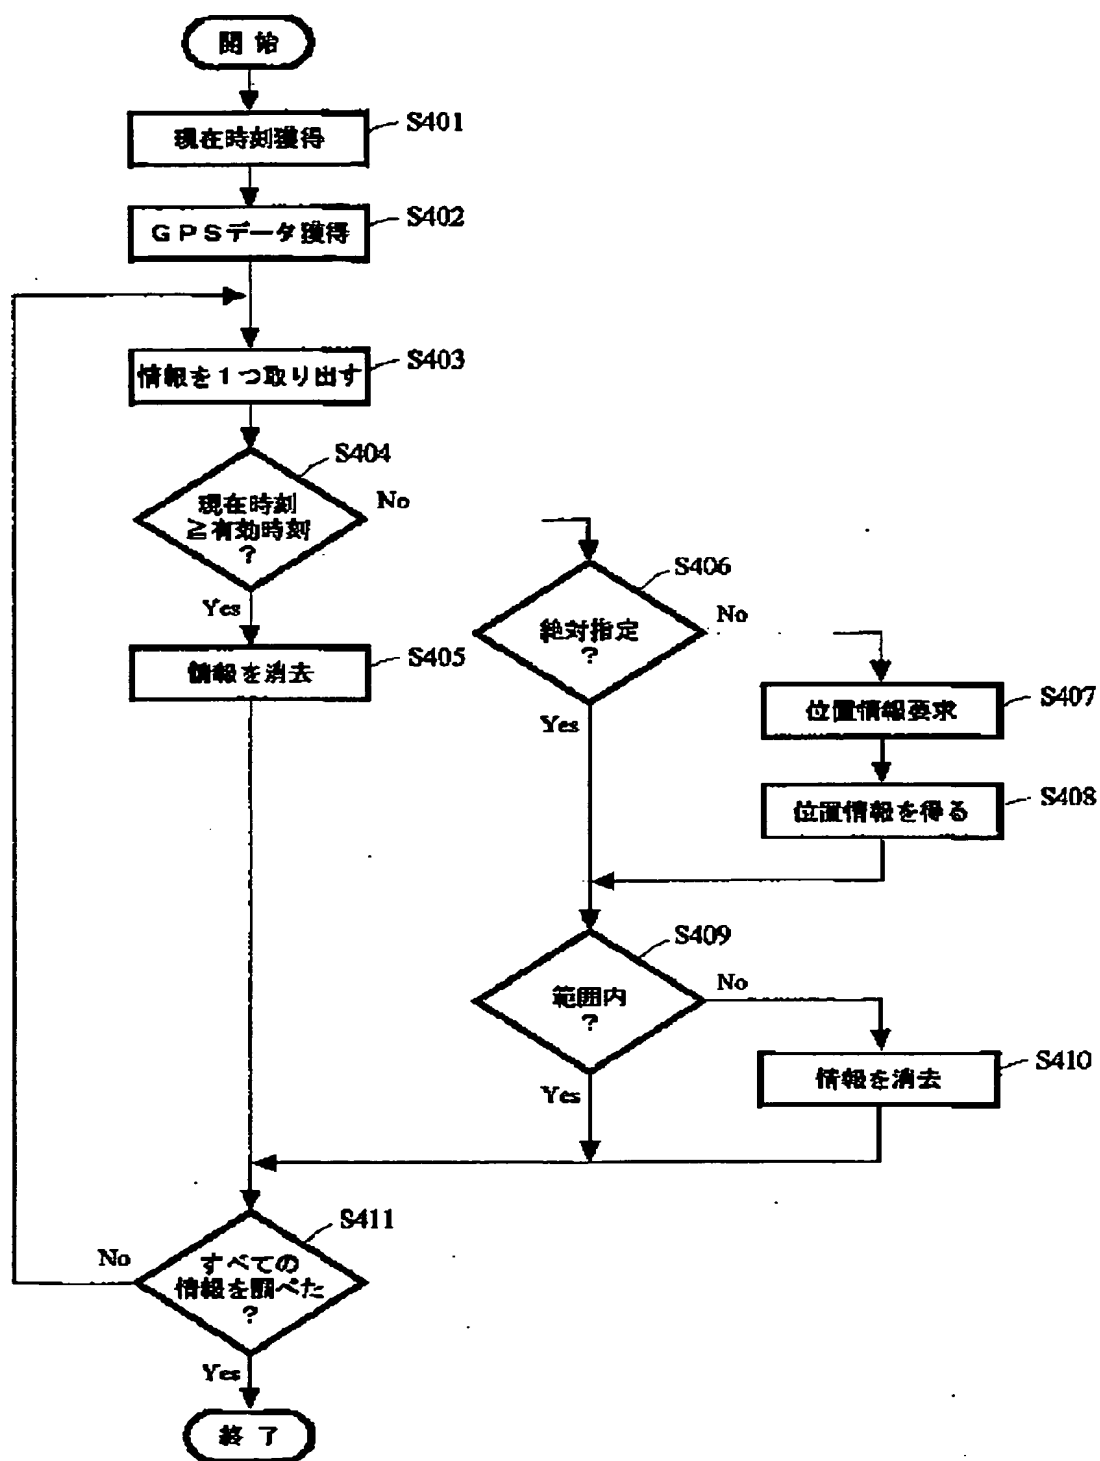 開 始
現在時刻獲得
S401
GPSデータ獲得
S402
情報を1つ取り出す
S403
現在時刻
≧有効時刻
?
S404
No
Yes
情報を消去
S405
絶対指定
?
S406
No
Yes
位置情報要求
S407
位置情報を得る
S408
範囲内
?
S409
No
Yes
情報を消去
S410
すべての
情報を調べた
?
S411
No
Yes
終 了